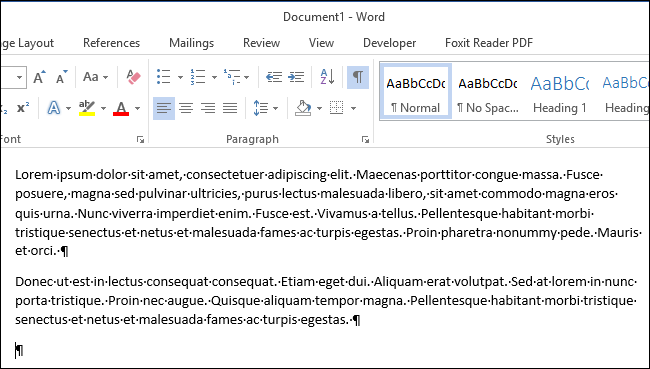 Document1 - Word
ge Layout References Mailings Review View Developer Foxit Reader PDF
Aa
AaBbCcDc AaBbCcDc AaBbCc AaBbCc
¶ Normal ¶ No Spac... Heading 1 Heading
Font Paragraph Styles
Lorem·ipsum·dolor·sit·amet,·consectetuer·adipiscing·elit.·Maecenas·porttitor·congue·massa.·Fusce·
posuere,·magna·sed·pulvinar·ultricies,·purus·lectus·malesuada·libero,·sit·amet·commodo·magna·eros·
quis·urna.·Nunc·viverra·imperdiet·enim.·Fusce·est.·Vivamus·a·tellus.·Pellentesque·habitant·morbi·
tristique·senectus·et·netus·et·malesuada·fames·ac·turpis·egestas.·Proin·pharetra·nonummy·pede.·Mauris·
et·orci.·¶
Donec·ut·est·in·lectus·consequat·consequat.·Etiam·eget·dui.·Aliquam·erat·volutpat.·Sed·at·lorem·in·nunc·
porta·tristique.·Proin·nec·augue.·Quisque·aliquam·tempor·magna.·Pellentesque·habitant·morbi·tristique·
senectus·et·netus·et·malesuada·fames·ac·turpis·egestas.·¶
¶